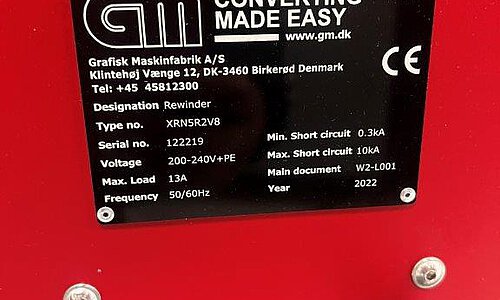 GM
CONVERTING
MADE EASY
www.gm.dk
Grafisk Maskinfabrik A/S
Klintehøj Vænge 12, DK-3460 Birkerød Denmark
Tel: +45 45812300
CE
Designation Rewinder
Type no. XRN5R2V8
Serial no. 122219
Voltage 200-240V+PE
Max. Load 13A
Frequency 50/60Hz
Min. Short circuit 0.3kA
Max. Short circuit 10kA
Main document W2-L001
Year 2022